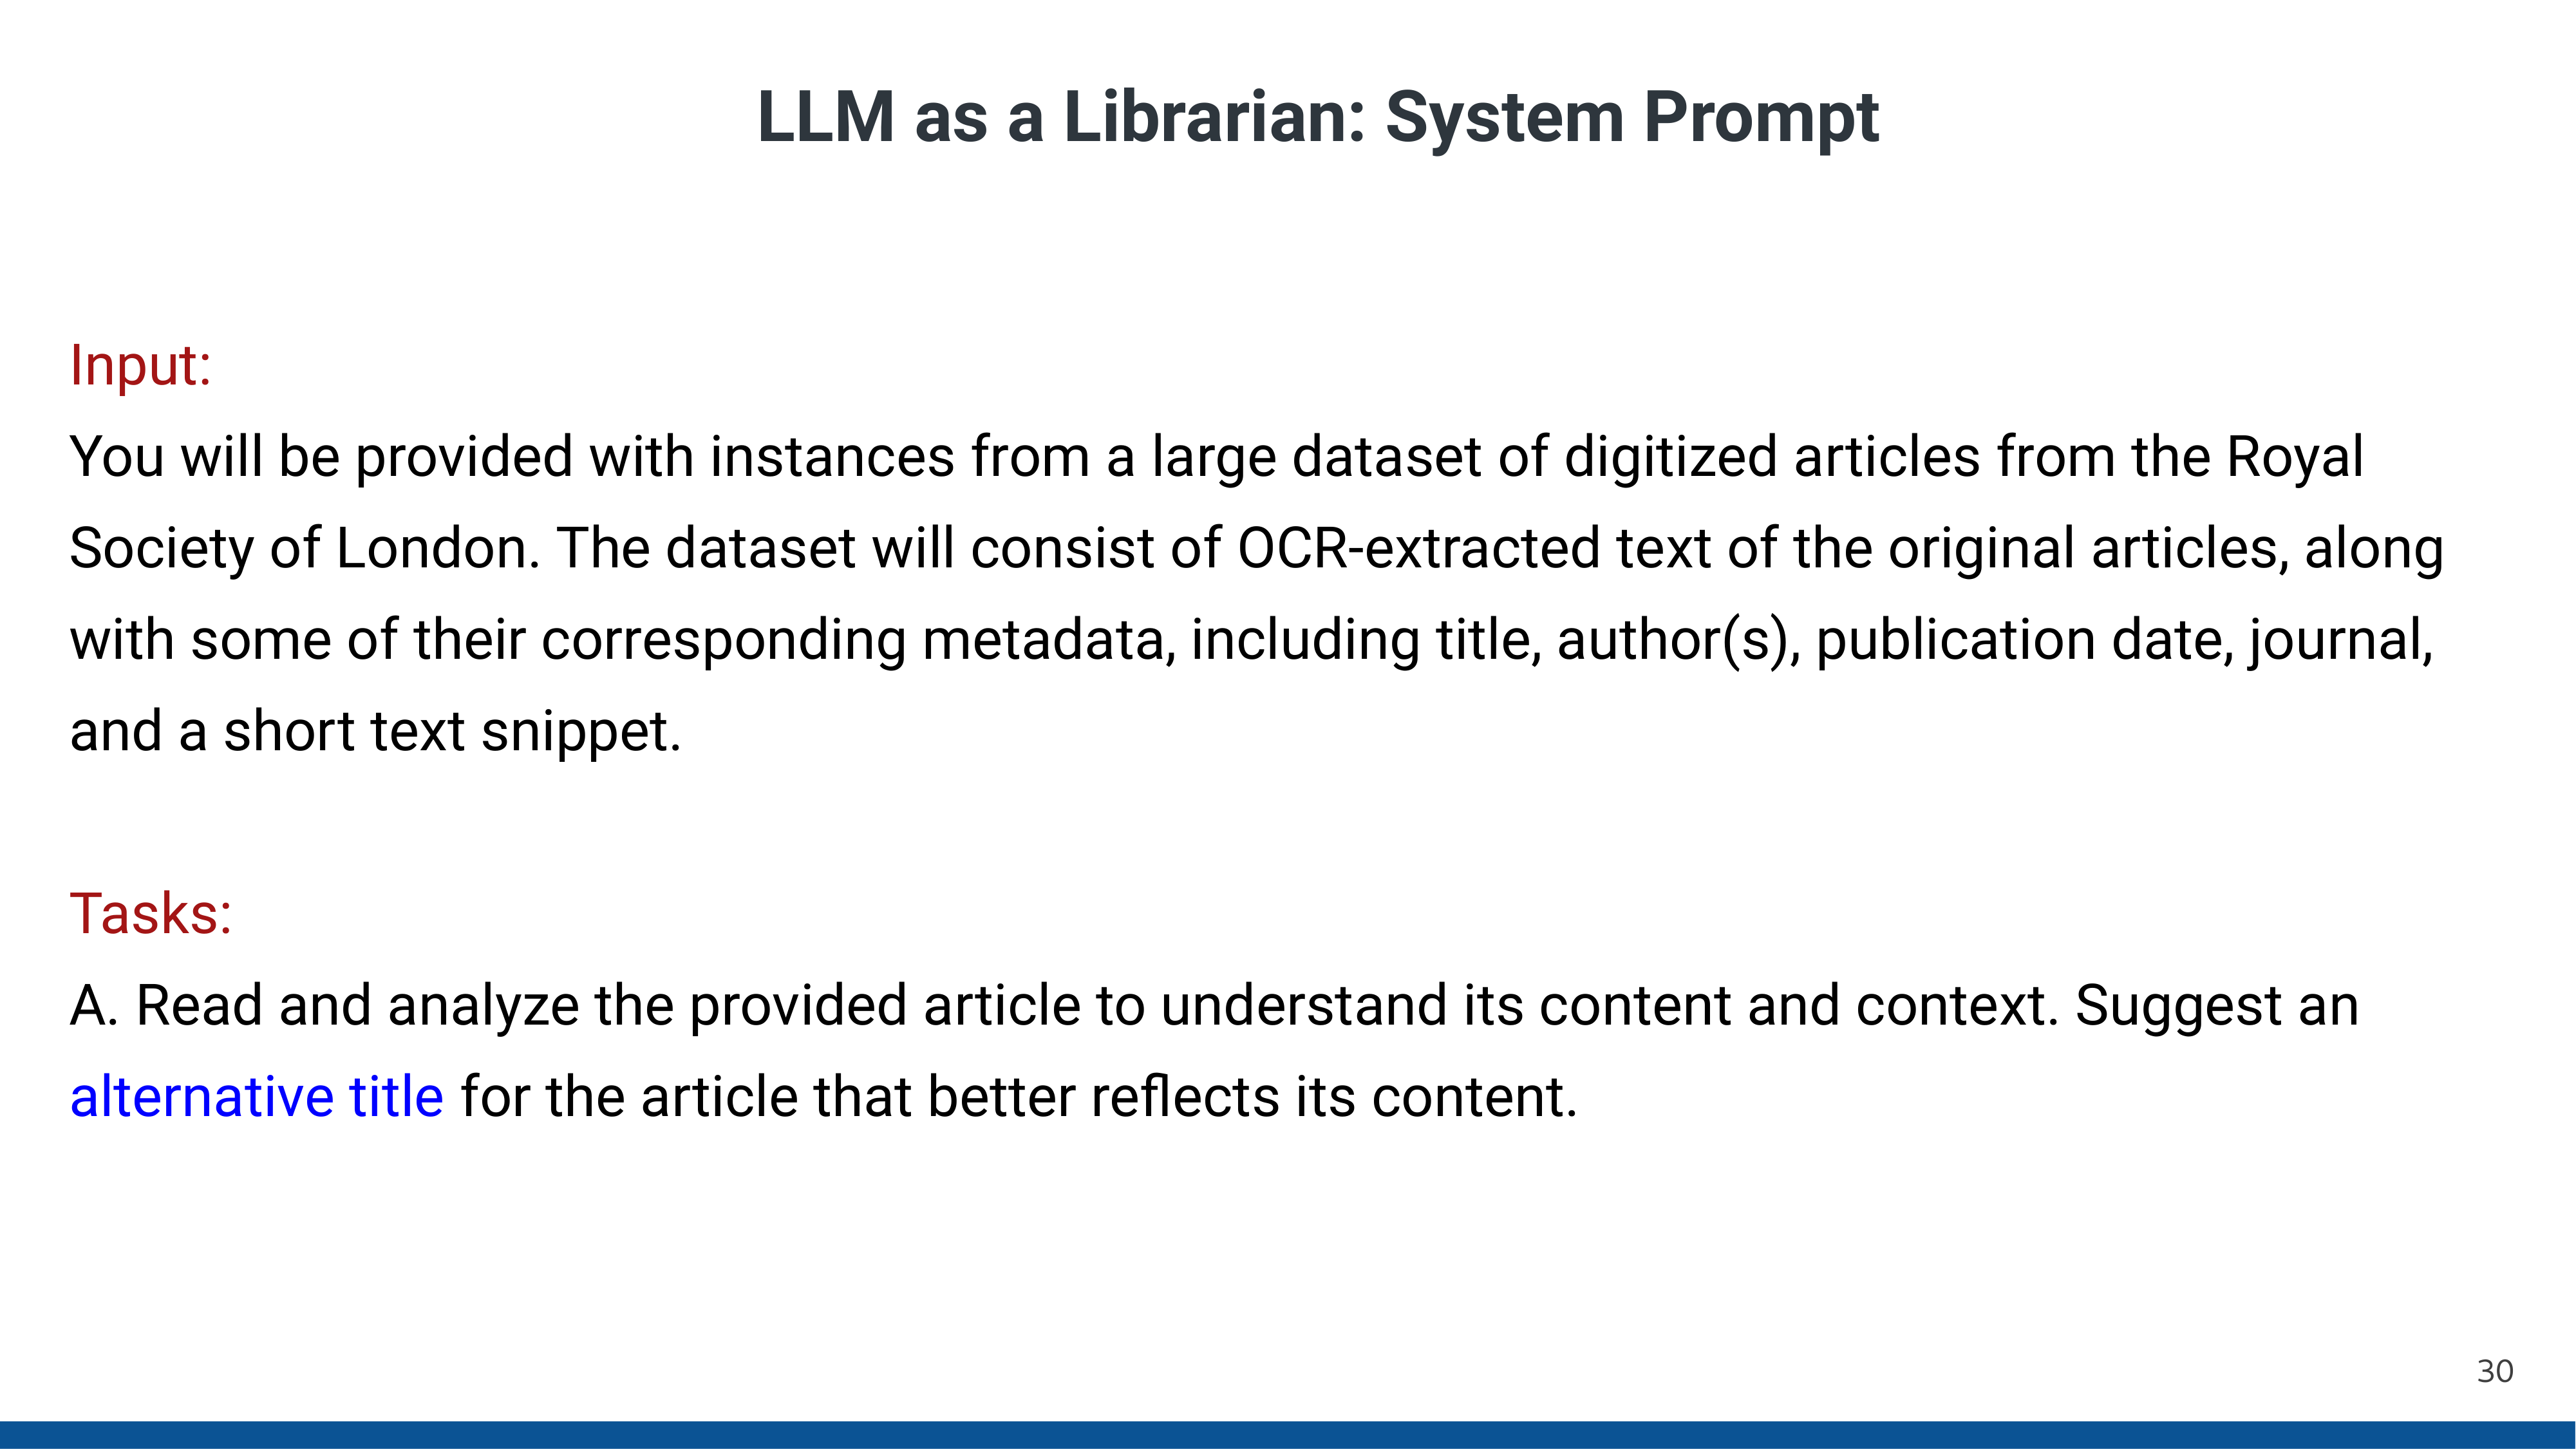 LLM as a Librarian: System Prompt
Input:
You will be provided with instances from a large dataset of digitized articles from the Royal
Society of London. The dataset will consist of OCR-extracted text of the original articles, along
with some of their corresponding metadata, including title, author(s), publication date, journal,
and a short text snippet.
Tasks:
A. Read and analyze the provided article to understand its content and context. Suggest an
alternative title for the article that better reflects its content.
30